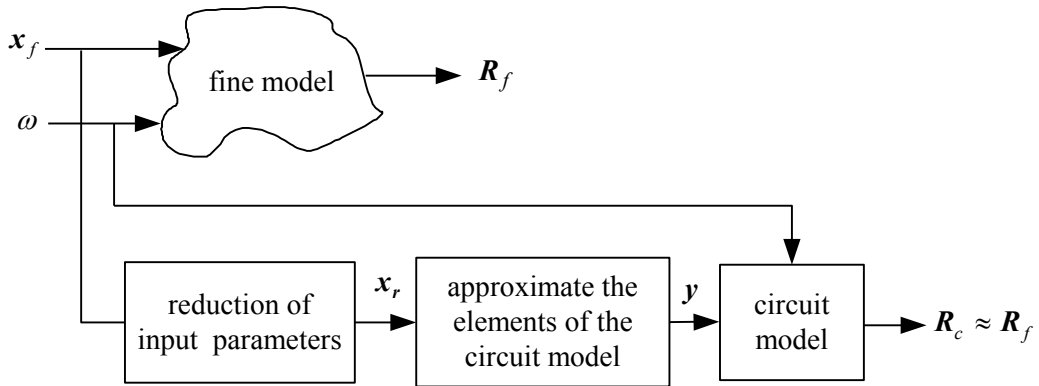 x_f
fine model
R_f
ω
reduction of
input parameters
x_r
approximate the
elements of the
circuit model
y
circuit
model
R_c ≈ R_f